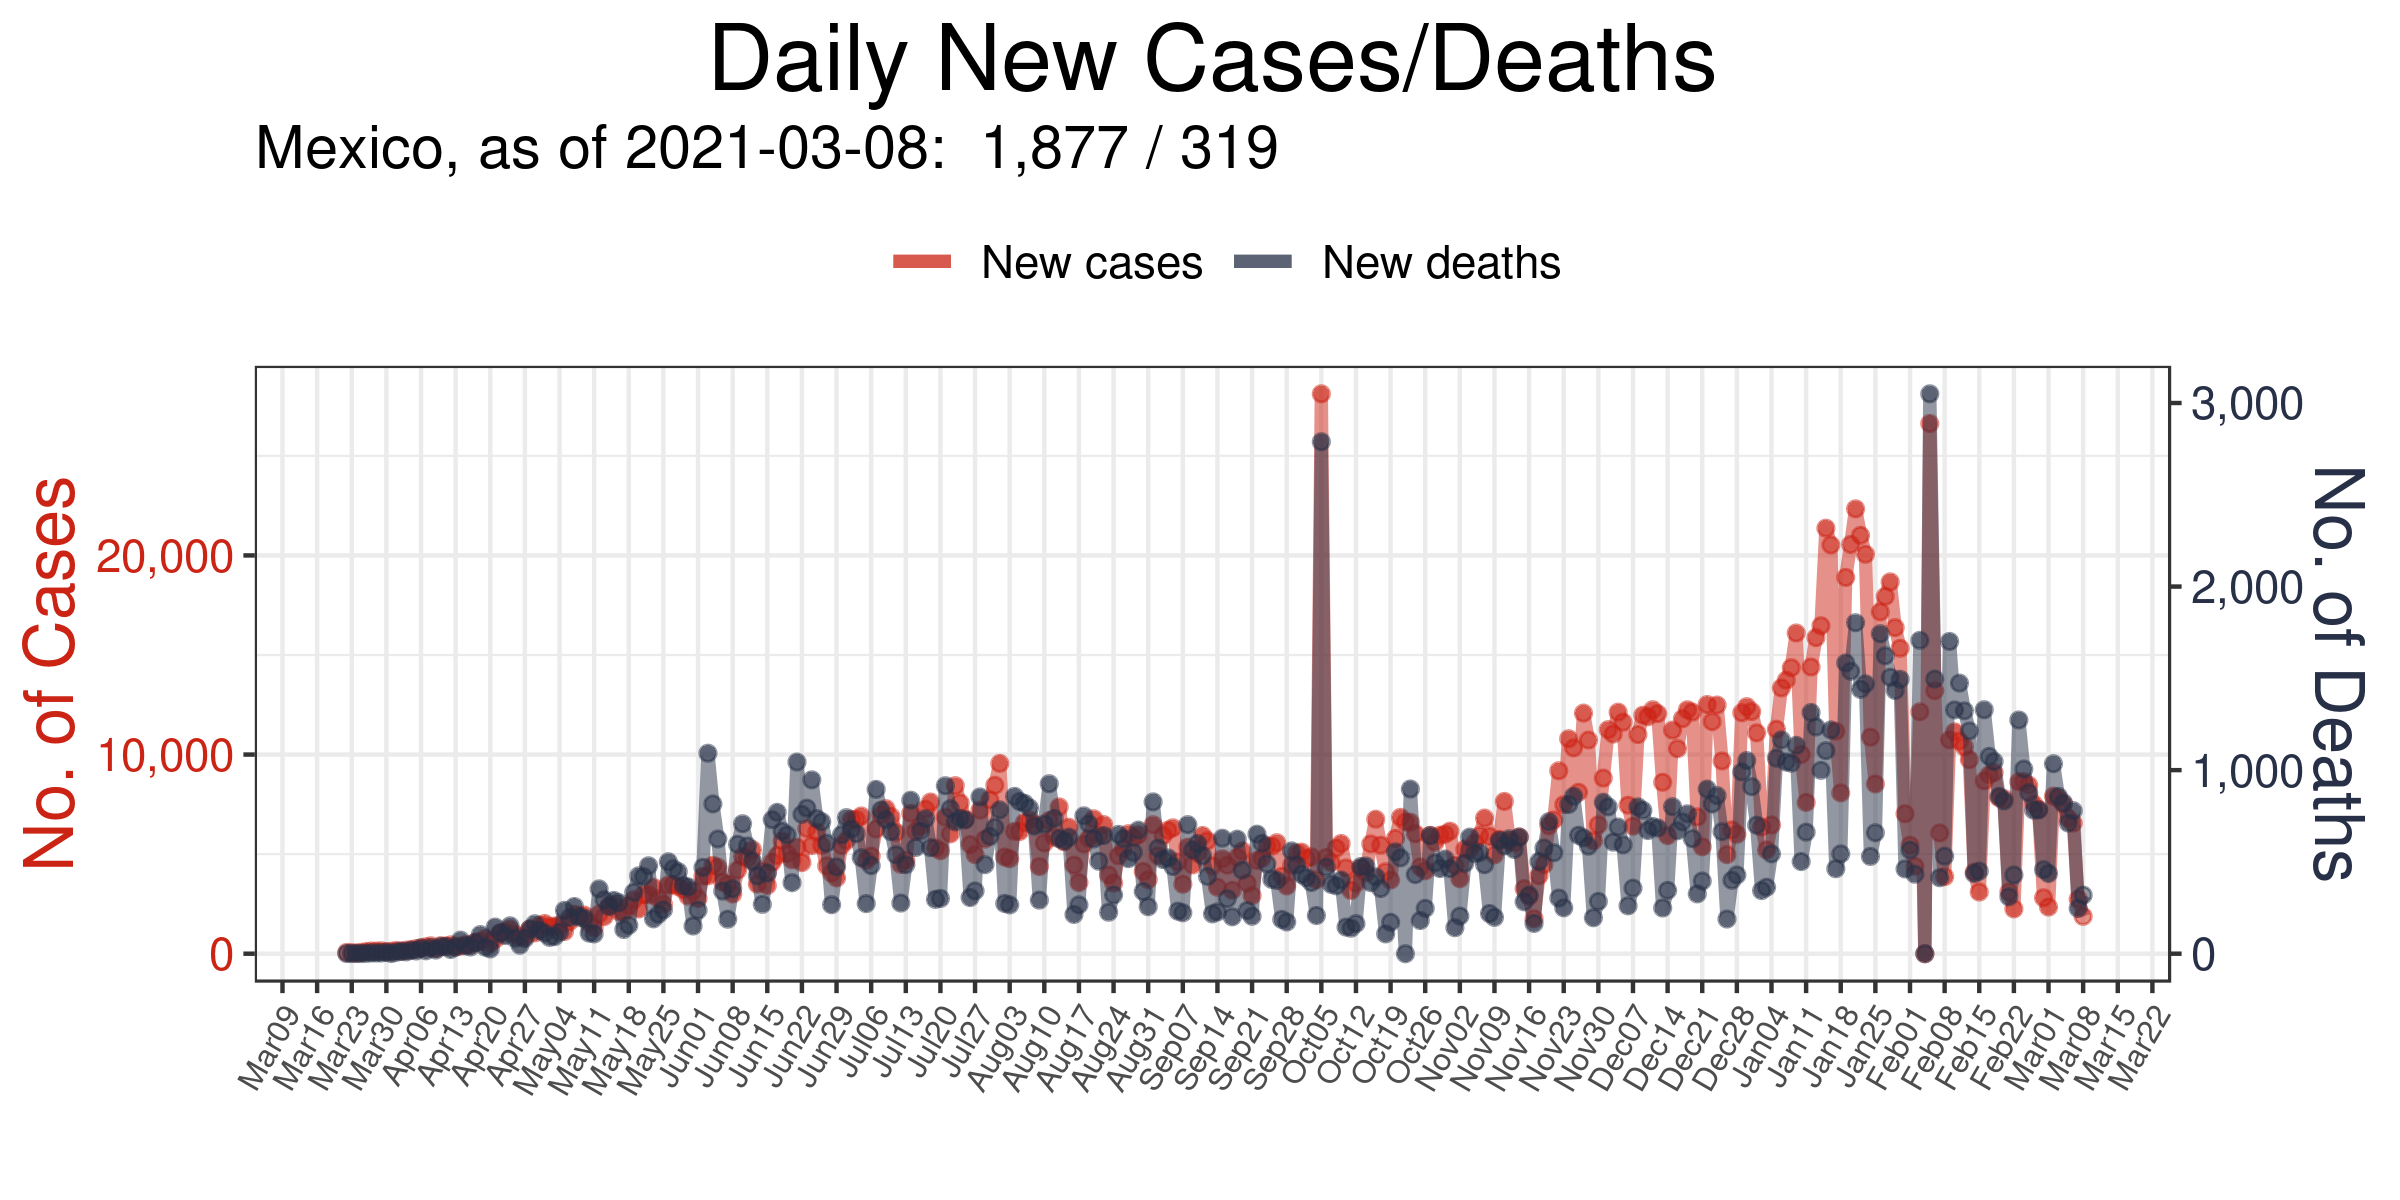 Daily New Cases/Deaths
Mexico, as of 2021-03-08:  1,877 / 319
New cases
New deaths
No. of Cases
20,000
10,000
0
No. of Deaths
3,000
2,000
1,000
0
Mar09
Mar16
Mar23
Mar30
Apr06
Apr13
Apr20
Apr27
May04
May11
May18
May25
Jun01
Jun08
Jun15
Jun22
Jun29
Jul06
Jul13
Jul20
Jul27
Aug03
Aug10
Aug17
Aug24
Aug31
Sep07
Sep14
Sep21
Sep28
Oct05
Oct12
Oct19
Oct26
Nov02
Nov09
Nov16
Nov23
Nov30
Dec07
Dec14
Dec21
Dec28
Jan04
Jan11
Jan18
Jan25
Feb01
Feb08
Feb15
Feb22
Mar01
Mar08
Mar15
Mar22